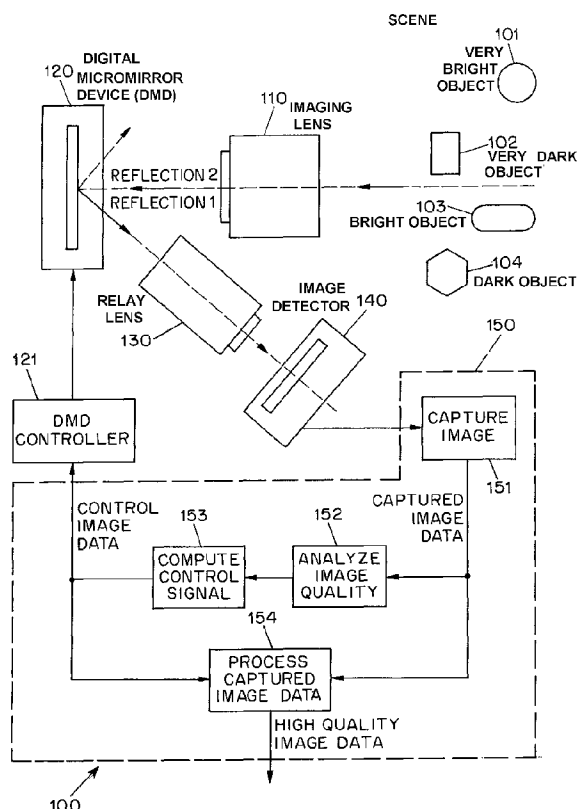 SCENE
101
VERY
BRIGHT
OBJECT
DIGITAL
MICROMIRROR
DEVICE (DMD)
120
110
IMAGING
LENS
102
VERY DARK
OBJECT
REFLECTION 2
REFLECTION 1
103
BRIGHT OBJECT
104
DARK OBJECT
RELAY
LENS
130
IMAGE
DETECTOR
140
150
121
DMD
CONTROLLER
CAPTURE
IMAGE
151
CONTROL
IMAGE
DATA
CAPTURED
IMAGE
DATA
153
COMPUTE
CONTROL
SIGNAL
152
ANALYZE
IMAGE
QUALITY
154
PROCESS
CAPTURED
IMAGE DATA
HIGH QUALITY
IMAGE DATA
100